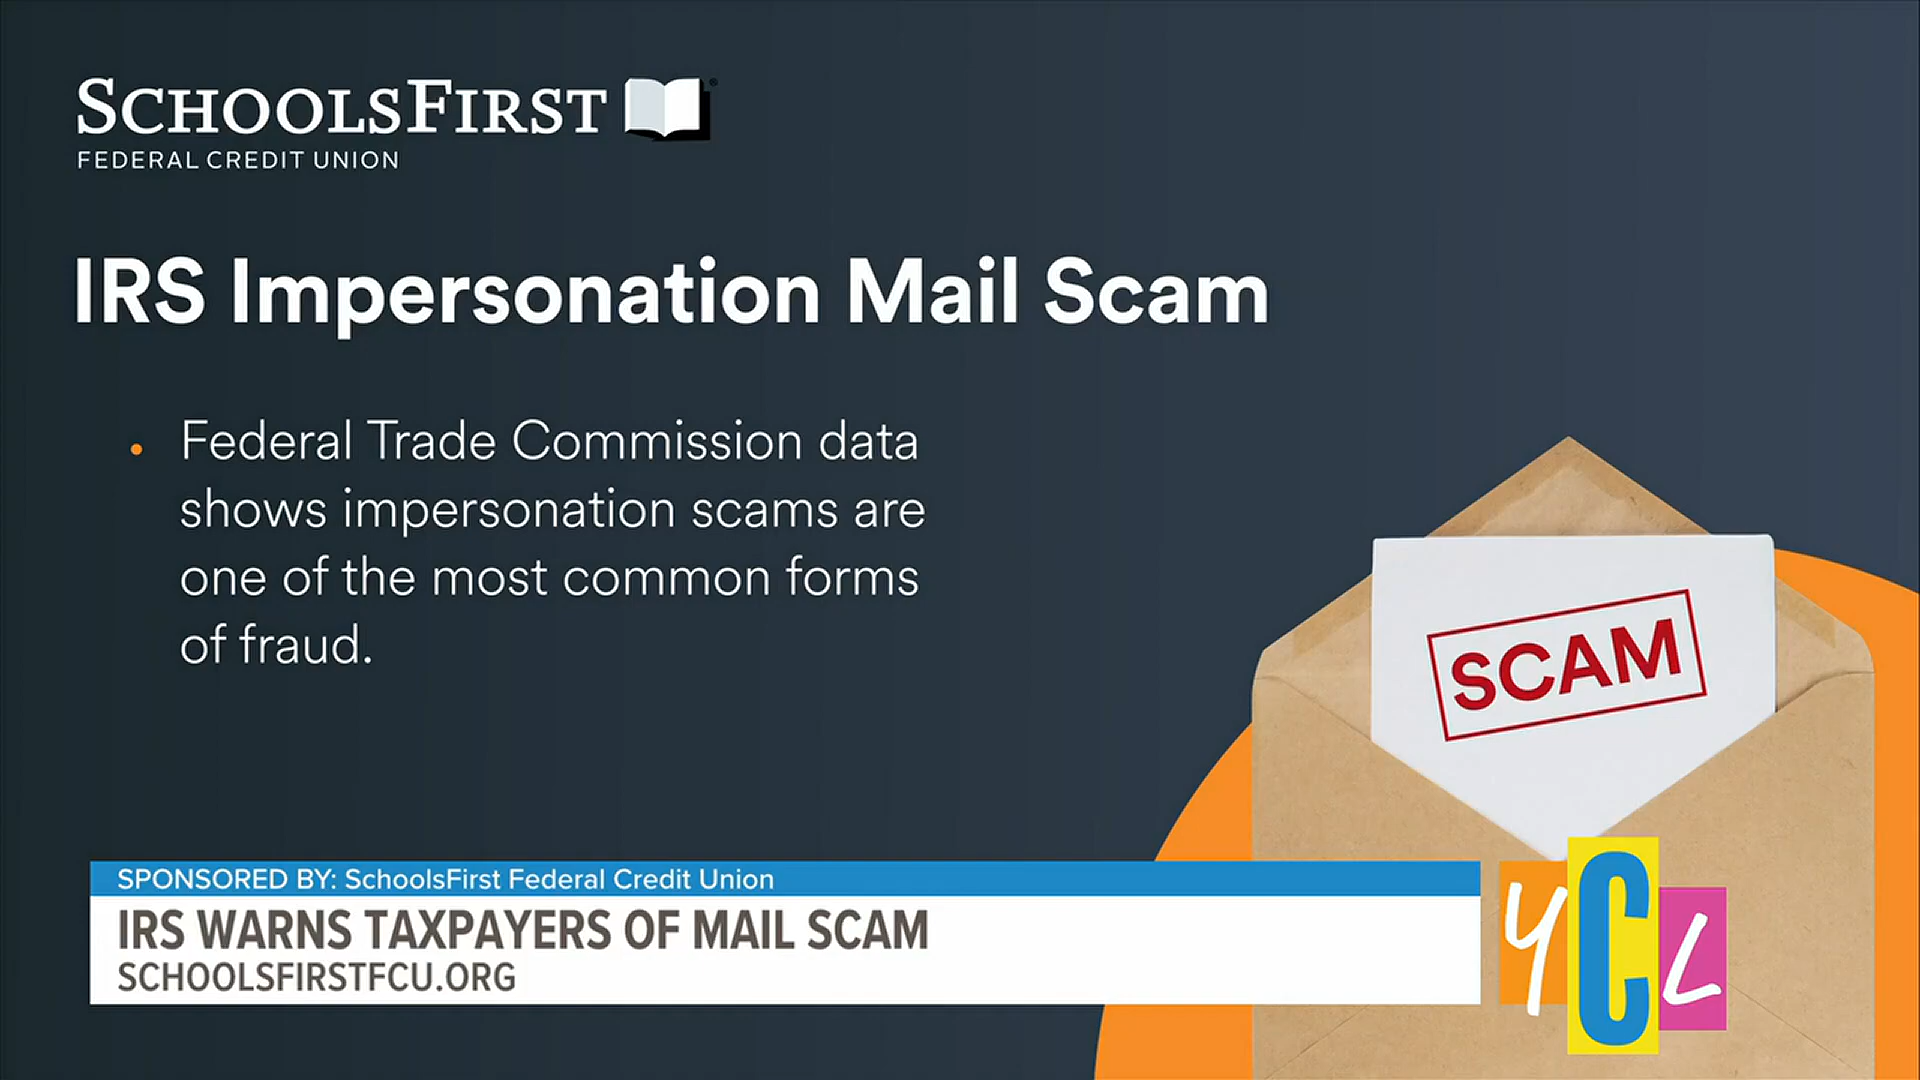 SCHOOLSFIRST
FEDERAL CREDIT UNION
IRS Impersonation Mail Scam
• Federal Trade Commission data
shows impersonation scams are
one of the most common forms
of fraud.
SCAM
SPONSORED BY: SchoolsFirst Federal Credit Union
IRS WARNS TAXPAYERS OF MAIL SCAM
SCHOOLSFIRSTFCU.ORG
YCL